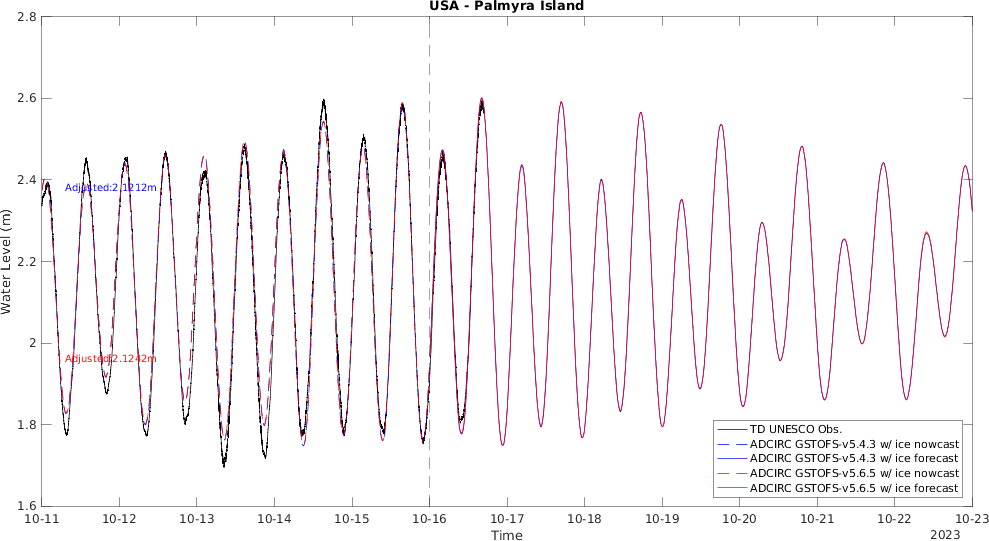 USA - Palmyra Island
2.8
2.6
2.4
2.2
2
1.8
1.6
Water Level (m)
Adjusted:2.1212m
Adjusted:2.1242m
TD UNESCO Obs.
ADCIRC GSTOFS-v5.4.3 w/ ice nowcast
ADCIRC GSTOFS-v5.4.3 w/ ice forecast
ADCIRC GSTOFS-v5.6.5 w/ ice nowcast
ADCIRC GSTOFS-v5.6.5 w/ ice forecast
10-11 10-12 10-13 10-14 10-15 10-16 10-17 10-18 10-19 10-20 10-21 10-22 10-23
Time
2023